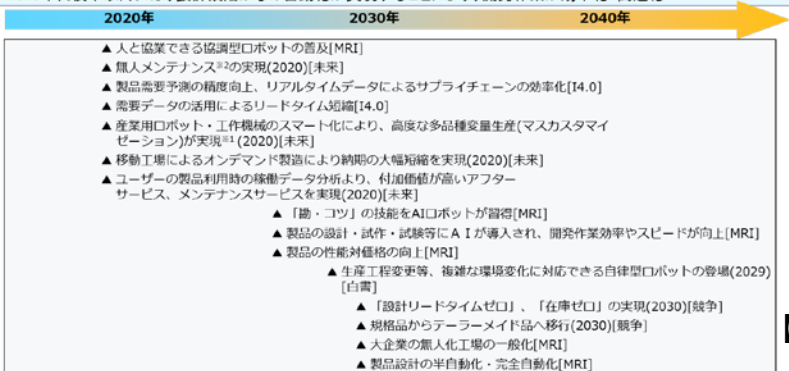 2020年 2030年 2040年
▲ 人と協業できる協調型ロボットの普及[MRI]
▲ 無人メンテナンス※2の実現(2020)[未来]
▲ 製品需要予測の精度向上、リアルタイムデータによるサプライチェーンの効率化[I4.0]
▲ 需要データの活用によるリードタイム短縮[I4.0]
▲ 産業用ロボット・工作機械のスマート化により、高度な多品種変量生産(マスカスタマイ
ゼーション)が実現※1 (2020)[未来]
▲ 移動工場によるオンデマンド製造により納期の大幅短縮を実現(2020)[未来]
▲ ユーザーの製品利用時の稼働データ分析より、付加価値が高いアフター
サービス、メンテナンスサービスを実現(2020)[未来]
▲ 「勘・コツ」の技能をAIロボットが習得[MRI]
▲ 製品の設計・試作・試験等にＡＩが導入され、開発作業効率やスピードが向上[MRI]
▲ 製品の性能対価格の向上[MRI]
▲ 生産工程変更等、複雑な環境変化に対応できる自律型ロボットの登場(2029)
[白書]
▲ 「設計リードタイムゼロ」、「在庫ゼロ」の実現(2030)[競争]
▲ 規格品からテーラーメイド品へ移行(2030)[競争]
▲ 大企業の無人化工場の一般化[MRI]
▲ 製品設計の半自動化・完全自動化[MRI]